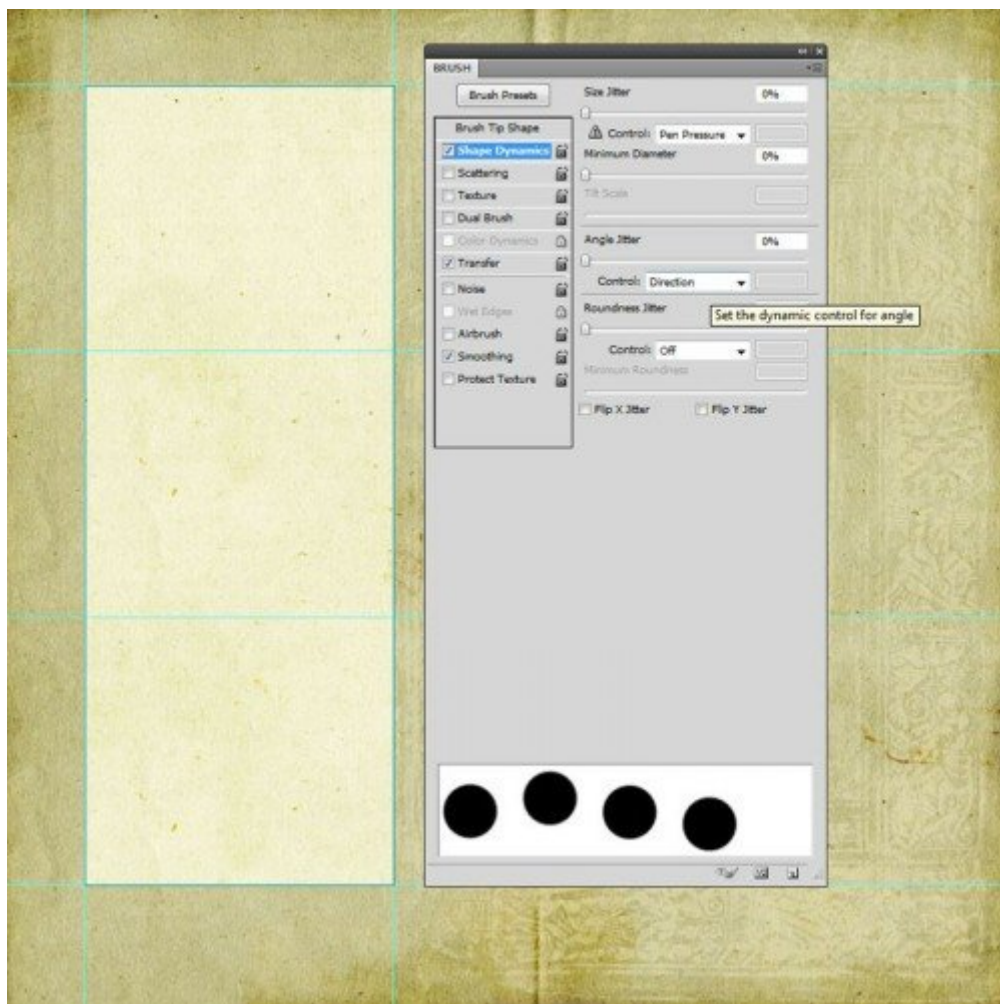 BRUSH
Brush Presets
Brush Tip Shape
Shape Dynamics
Scattering
Texture
Dual Brush
Color Dynamics
Transfer
Noise
Wet Edges
Airbrush
Smoothing
Protect Texture
Size Jitter 0%
Control: Pen Pressure
Minimum Diameter 0%
Tilt Scale
Angle Jitter 0%
Control: Direction
Roundness Jitter
Set the dynamic control for angle
Control: Off
Minimum Roundness
Flip X Jitter Flip Y Jitter